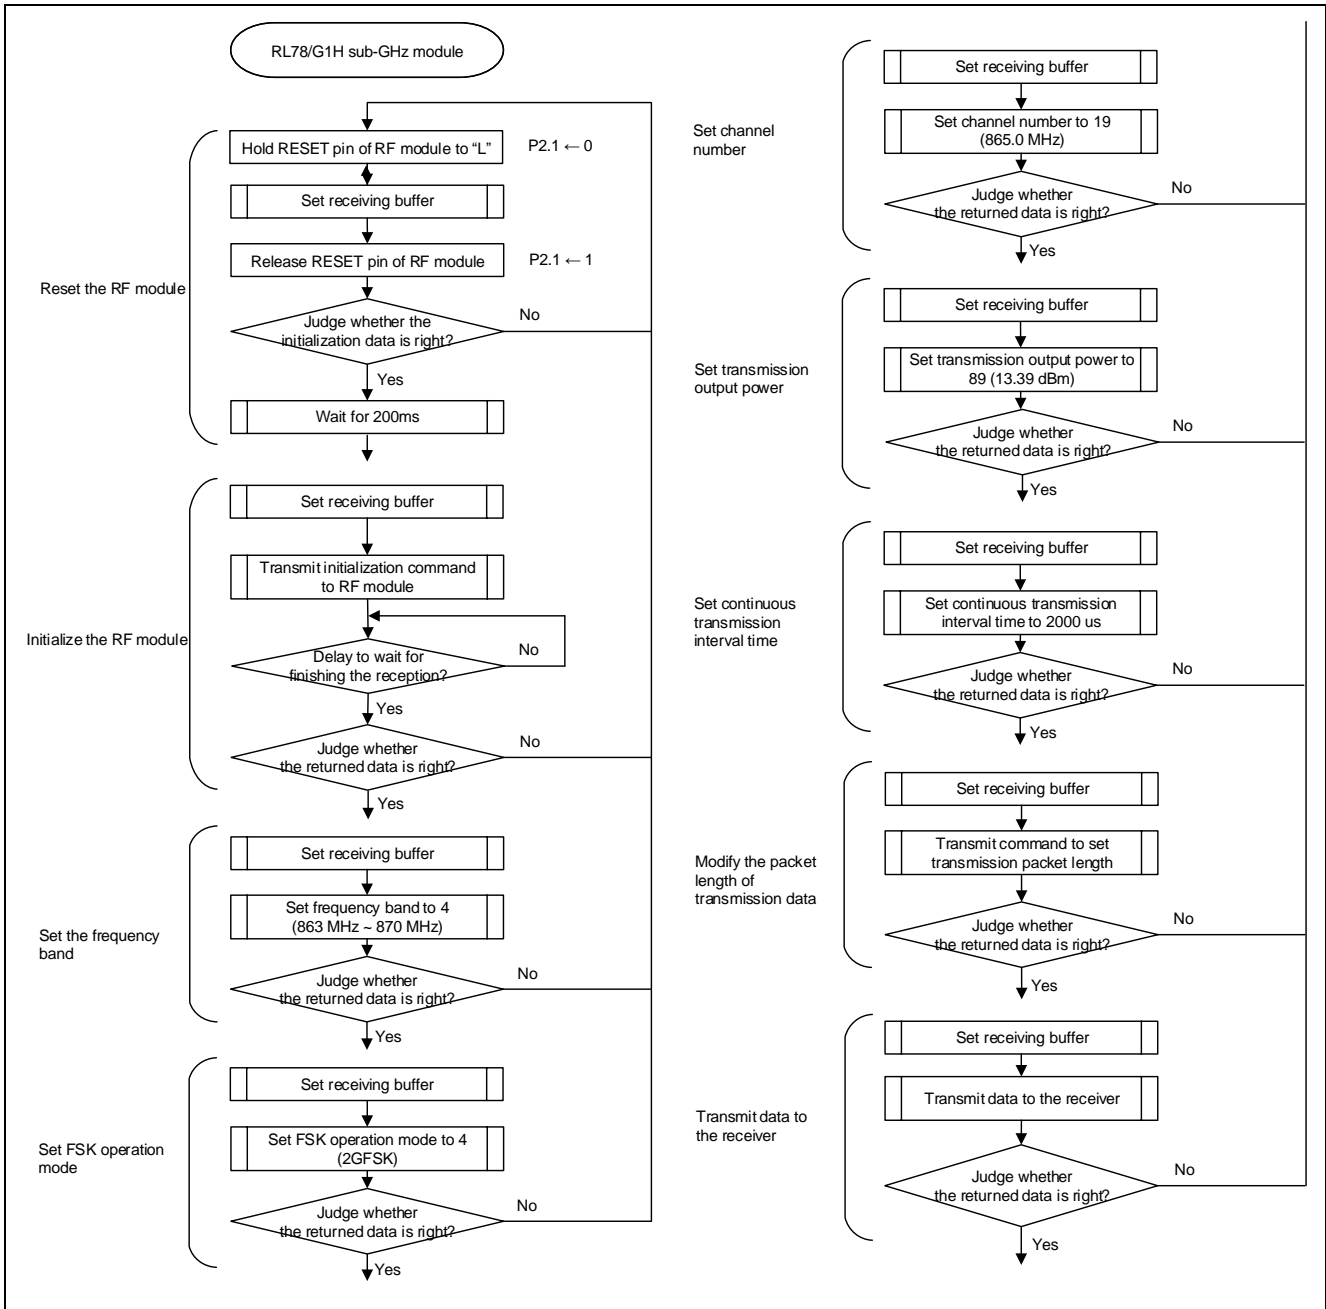 RL78/G1H sub-GHz module
Reset the RF module
Hold RESET pin of RF module to “L”
P2.1 ← 0
Set receiving buffer
Release RESET pin of RF module
P2.1 ← 1
Judge whether the
initialization data is right?
No
Yes
Wait for 200ms
Initialize the RF module
Set receiving buffer
Transmit initialization command
to RF module
Delay to wait for
finishing the reception?
No
Yes
Judge whether
the returned data is right?
No
Yes
Set the frequency
band
Set receiving buffer
Set frequency band to 4
(863 MHz ~ 870 MHz)
Judge whether
the returned data is right?
No
Yes
Set FSK operation
mode
Set receiving buffer
Set FSK operation mode to 4
(2GFSK)
Judge whether
the returned data is right?
No
Yes
Set channel
number
Set receiving buffer
Set channel number to 19
(865.0 MHz)
Judge whether
the returned data is right?
No
Yes
Set transmission
output power
Set receiving buffer
Set transmission output power to
89 (13.39 dBm)
Judge whether
the returned data is right?
No
Yes
Set continuous
transmission
interval time
Set receiving buffer
Set continuous transmission
interval time to 2000 us
Judge whether
the returned data is right?
No
Yes
Modify the packet
length of
transmission data
Set receiving buffer
Transmit command to set
transmission packet length
Judge whether
the returned data is right?
No
Yes
Transmit data to
the receiver
Set receiving buffer
Transmit data to the receiver
Judge whether
the returned data is right?
No
Yes